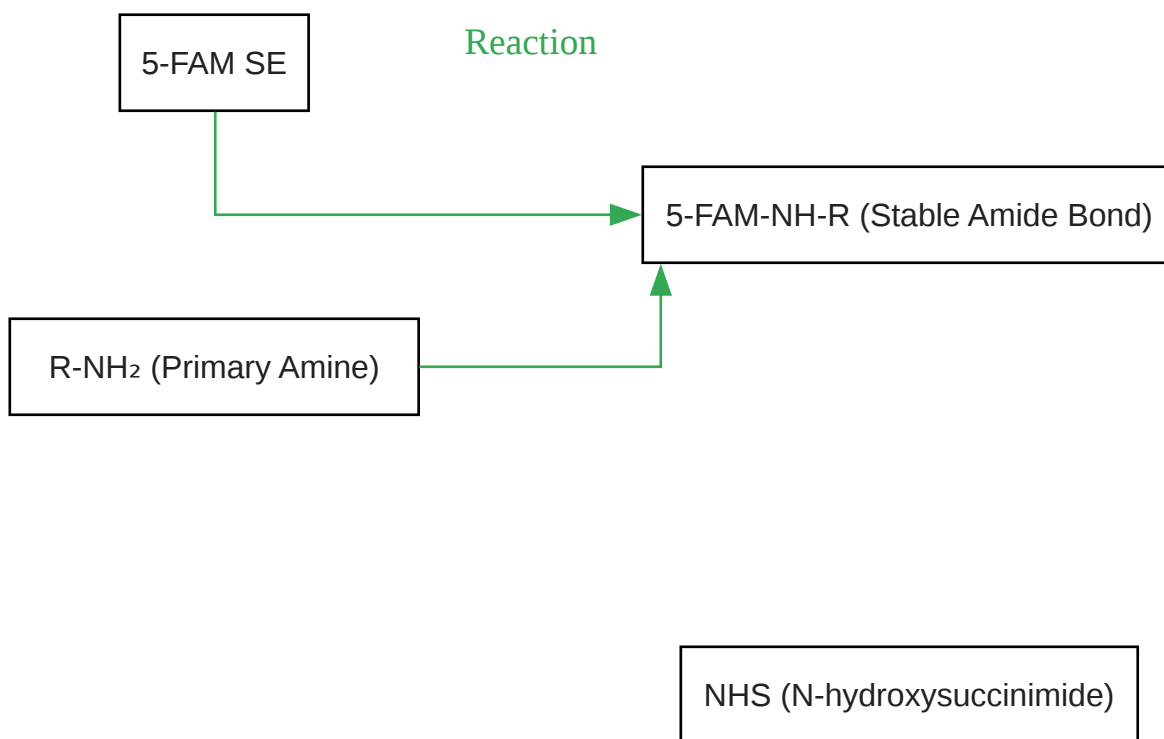 5-FAM SE
Reaction
5-FAM-NH-R (Stable Amide Bond)
R-NH₂ (Primary Amine)
NHS (N-hydroxysuccinimide)